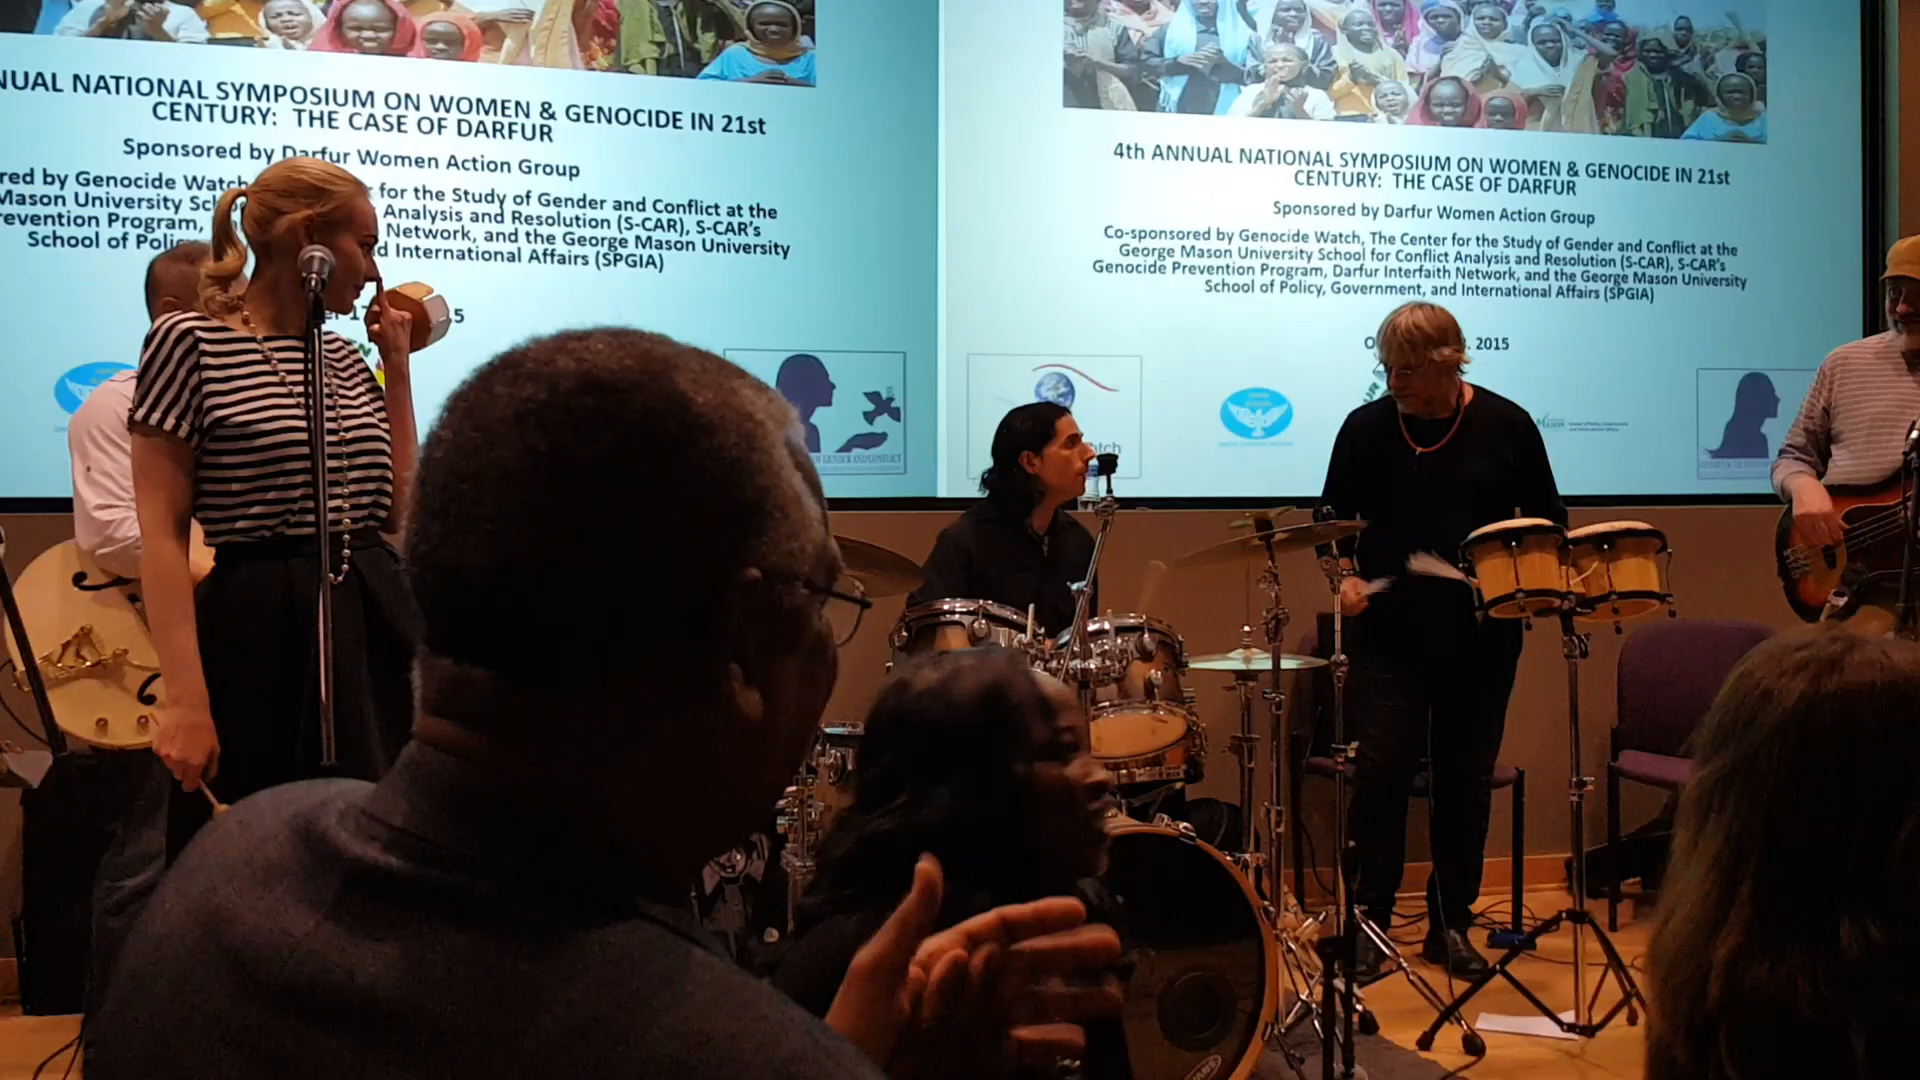 NUAL NATIONAL SYMPOSIUM ON WOMEN & GENOCIDE IN 21st
CENTURY: THE CASE OF DARFUR
Sponsored by Darfur Women Action Group
red by Genocide Watch for the Study of Gender and Conflict at the
Mason University Analysis and Resolution (S-CAR), S-CAR's
revention Program, Network, and the George Mason University
School of International Affairs (SPGIA)
4th ANNUAL NATIONAL SYMPOSIUM ON WOMEN & GENOCIDE IN 21st
CENTURY: THE CASE OF DARFUR
Sponsored by Darfur Women Action Group
Co-sponsored by Genocide Watch, The Center for the Study of Gender and Conflict at the
George Mason University School for Conflict Analysis and Resolution (S-CAR), S-CAR's
Genocide Prevention Program, Darfur Interfaith Network, and the George Mason University
School of Policy, Government, and International Affairs (SPGIA)
2015
OF GENDER AND CONFLICT
atch
MASON